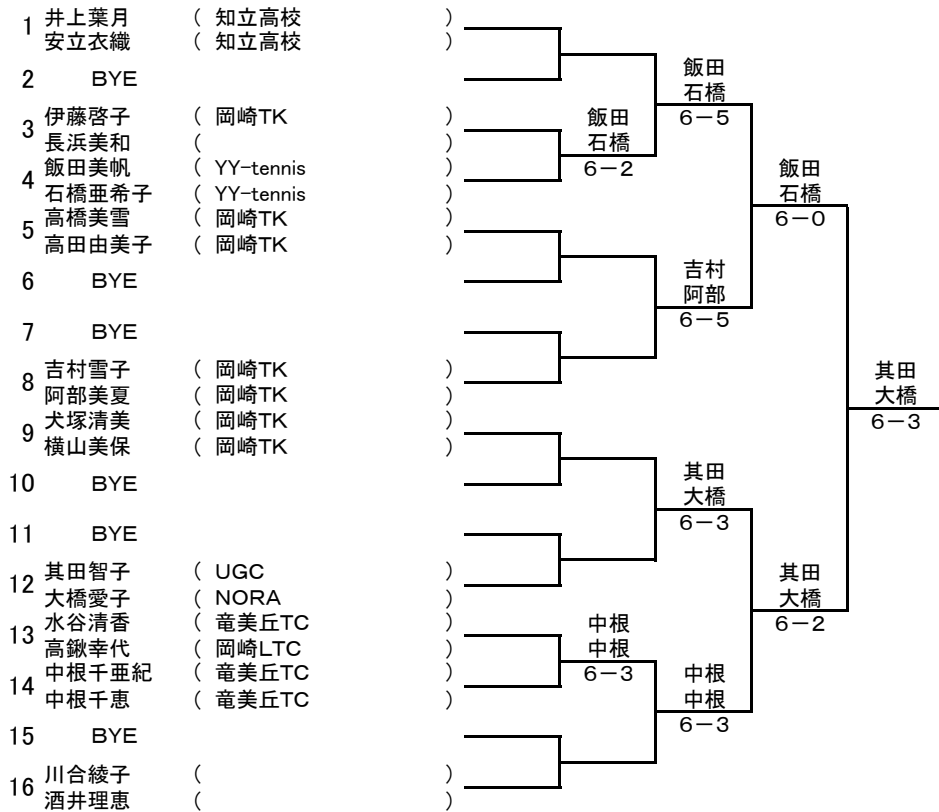 1 井上葉月 ( 知立高校 )
安立衣織 ( 知立高校 )
2 BYE
3 伊藤啓子 ( 岡崎TK )
長浜美和 ( )
4 飯田美帆 ( YY-tennis )
石橋亜希子 ( YY-tennis )
5 高橋美雪 ( 岡崎TK )
高田由美子 ( 岡崎TK )
6 BYE
7 BYE
8 吉村雪子 ( 岡崎TK )
阿部美夏 ( 岡崎TK )
9 犬塚清美 ( 岡崎TK )
横山美保 ( 岡崎TK )
10 BYE
11 BYE
12 其田智子 ( UGC )
大橋愛子 ( NORA )
13 水谷清香 ( 竜美丘TC )
高鍬幸代 ( 岡崎LTC )
14 中根千亜紀 ( 竜美丘TC )
中根千恵 ( 竜美丘TC )
15 BYE
16 川合綾子 ( )
酒井理恵 ( )
飯田
石橋
6-2
中根
中根
6-3
飯田
石橋
6-5
吉村
阿部
6-5
其田
大橋
6-3
中根
中根
6-3
飯田
石橋
6-0
其田
大橋
6-2
其田
大橋
6-3